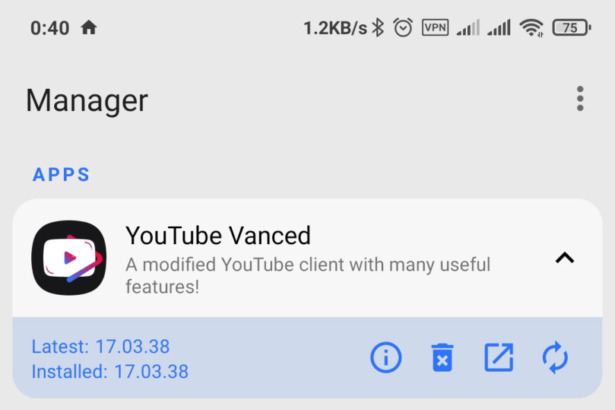 0:40 1.2KB/s VPN 75
Manager
APPS
YouTube Vanced
A modified YouTube client with many useful
features!
Latest: 17.03.38
Installed: 17.03.38